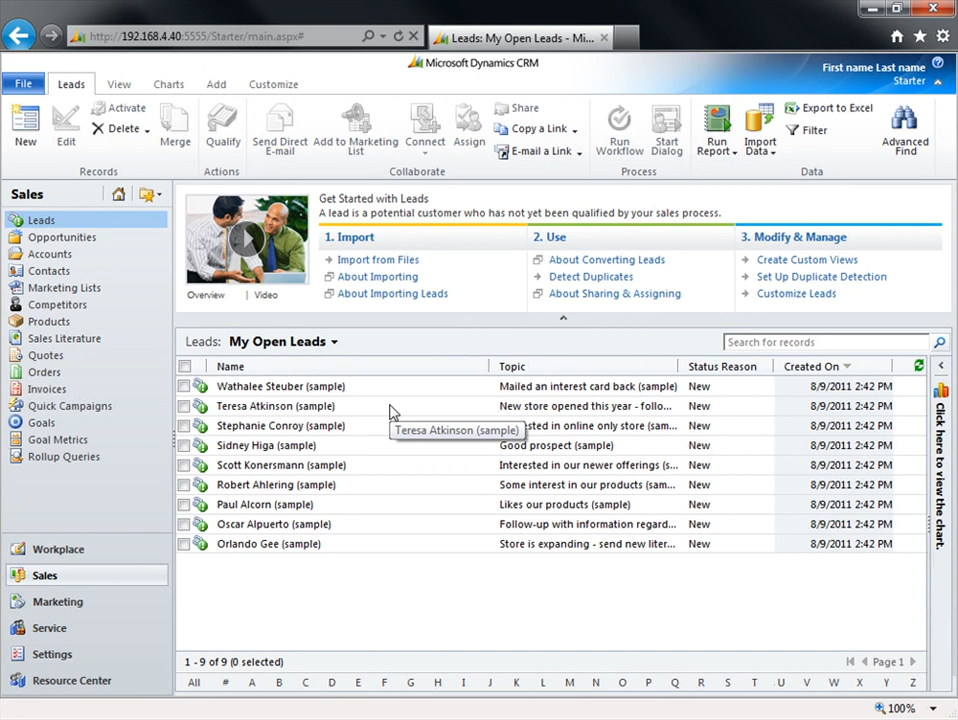 http://192.168.4.40:5555/Starter/main.aspx#
Leads: My Open Leads - Mi...
Microsoft Dynamics CRM
First name Last name
Starter
File Leads View Charts Add Customize
New
Edit
Activate
Delete
Merge
Records
Qualify
Actions
Send Direct E-mail
Add to Marketing List
Connect
Assign
Share
Copy a Link
E-mail a Link
Collaborate
Run Workflow
Start Dialog
Process
Run Report
Import Data
Export to Excel
Filter
Advanced Find
Data
Sales
Leads
Opportunities
Accounts
Contacts
Marketing Lists
Competitors
Products
Sales Literature
Quotes
Orders
Invoices
Quick Campaigns
Goals
Goal Metrics
Rollup Queries
Workplace
Sales
Marketing
Service
Settings
Resource Center
Get Started with Leads
A lead is a potential customer who has not yet been qualified by your sales process.
Overview | Video
1. Import
Import from Files
About Importing
About Importing Leads
2. Use
About Converting Leads
Detect Duplicates
About Sharing & Assigning
3. Modify & Manage
Create Custom Views
Set Up Duplicate Detection
Customize Leads
Leads: My Open Leads
Search for records
Name Topic Status Reason Created On
Wathalee Steuber (sample) Mailed an interest card back (sample) New 8/9/2011 2:42 PM
Teresa Atkinson (sample) New store opened this year - follo... New 8/9/2011 2:42 PM
Stephanie Conroy (sample) ested in online only store (sam... New 8/9/2011 2:42 PM
Teresa Atkinson (sample)
Sidney Higa (sample) Good prospect (sample) New 8/9/2011 2:42 PM
Scott Konersmann (sample) Interested in our newer offerings (s... New 8/9/2011 2:42 PM
Robert Ahlering (sample) Some interest in our products (sam... New 8/9/2011 2:42 PM
Paul Alcorn (sample) Likes our products (sample) New 8/9/2011 2:42 PM
Oscar Alpuerto (sample) Follow-up with information regard... New 8/9/2011 2:42 PM
Orlando Gee (sample) Store is expanding - send new liter... New 8/9/2011 2:42 PM
Click here to view the chart.
1 - 9 of 9 (0 selected)
Page 1
All # A B C D E F G H I J K L M N O P Q R S T U V W X Y Z
100%